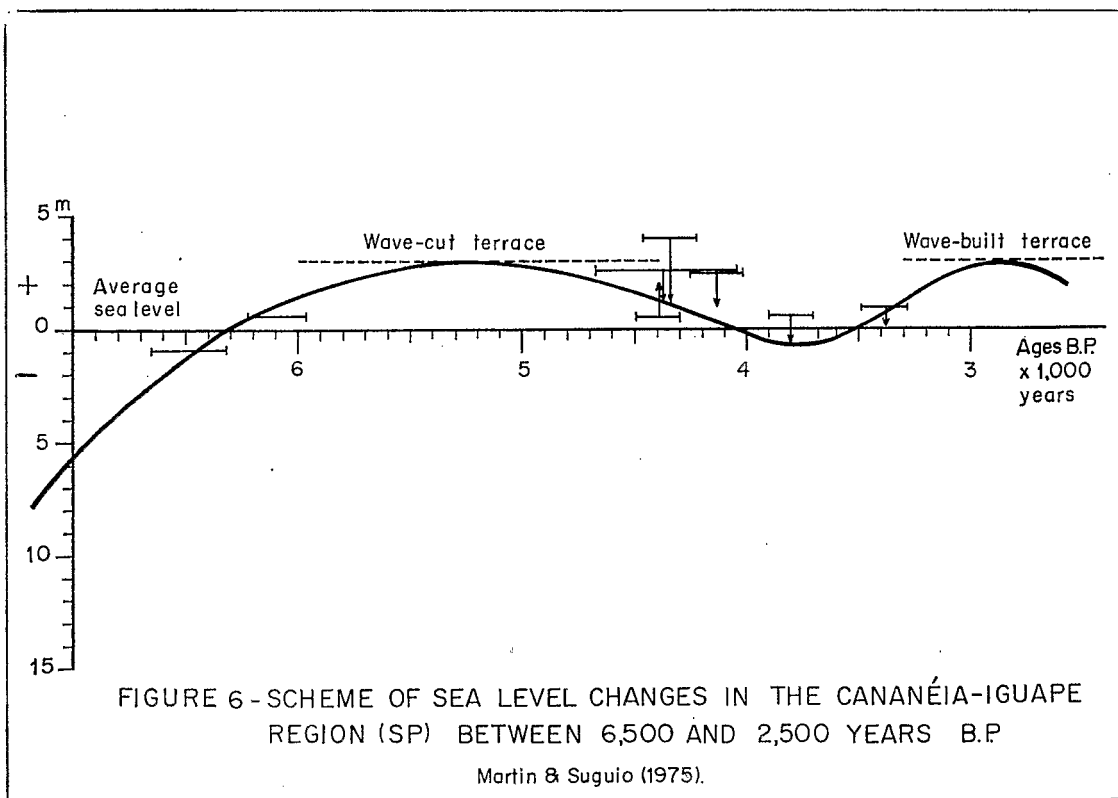 5 m
Wave-cut terrace
Wave-built terrace
+
Average
sea level
0
Ages B.P.
x 1,000
years
6
5
4
3
—
5
10
15
FIGURE 6 - SCHEME OF SEA LEVEL CHANGES IN THE CANANÉIA-IGUAPE
REGION (SP) BETWEEN 6,500 AND 2,500 YEARS B.P.
Martin & Suguio (1975).